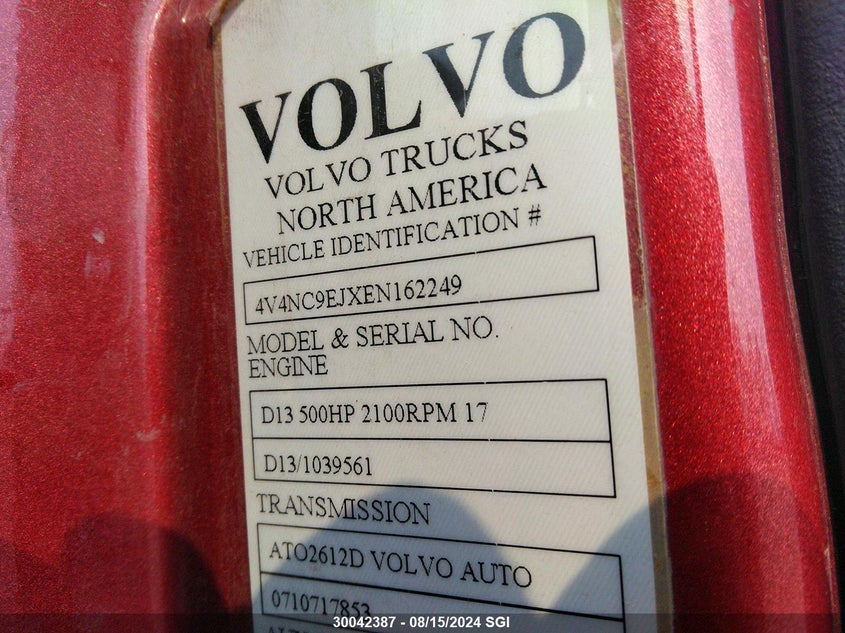 VOLVO
VOLVO TRUCKS
NORTH AMERICA
VEHICLE IDENTIFICATION #
4V4NC9EJXEN162249
MODEL & SERIAL NO.
ENGINE
D13 500HP 2100RPM 17
D13/1039561
TRANSMISSION
ATO2612D VOLVO AUTO
0710717853
30042387 - 08/15/2024 SGI